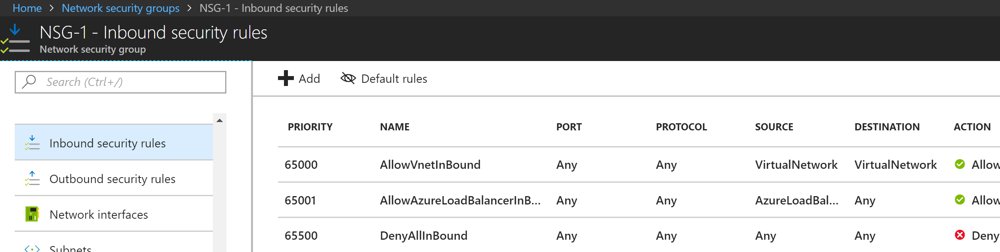 Home > Network security groups > NSG-1 - Inbound security rules
NSG-1 - Inbound security rules
Network security group
Search (Ctrl+/)
Inbound security rules
Outbound security rules
Network interfaces
Subnets
Add Default rules
PRIORITY NAME PORT PROTOCOL SOURCE DESTINATION ACTION
65000 AllowVnetInBound Any Any VirtualNetwork VirtualNetwork Allow
65001 AllowAzureLoadBalancerInB... Any Any AzureLoadBal... Any Allow
65500 DenyAllInBound Any Any Any Any Deny